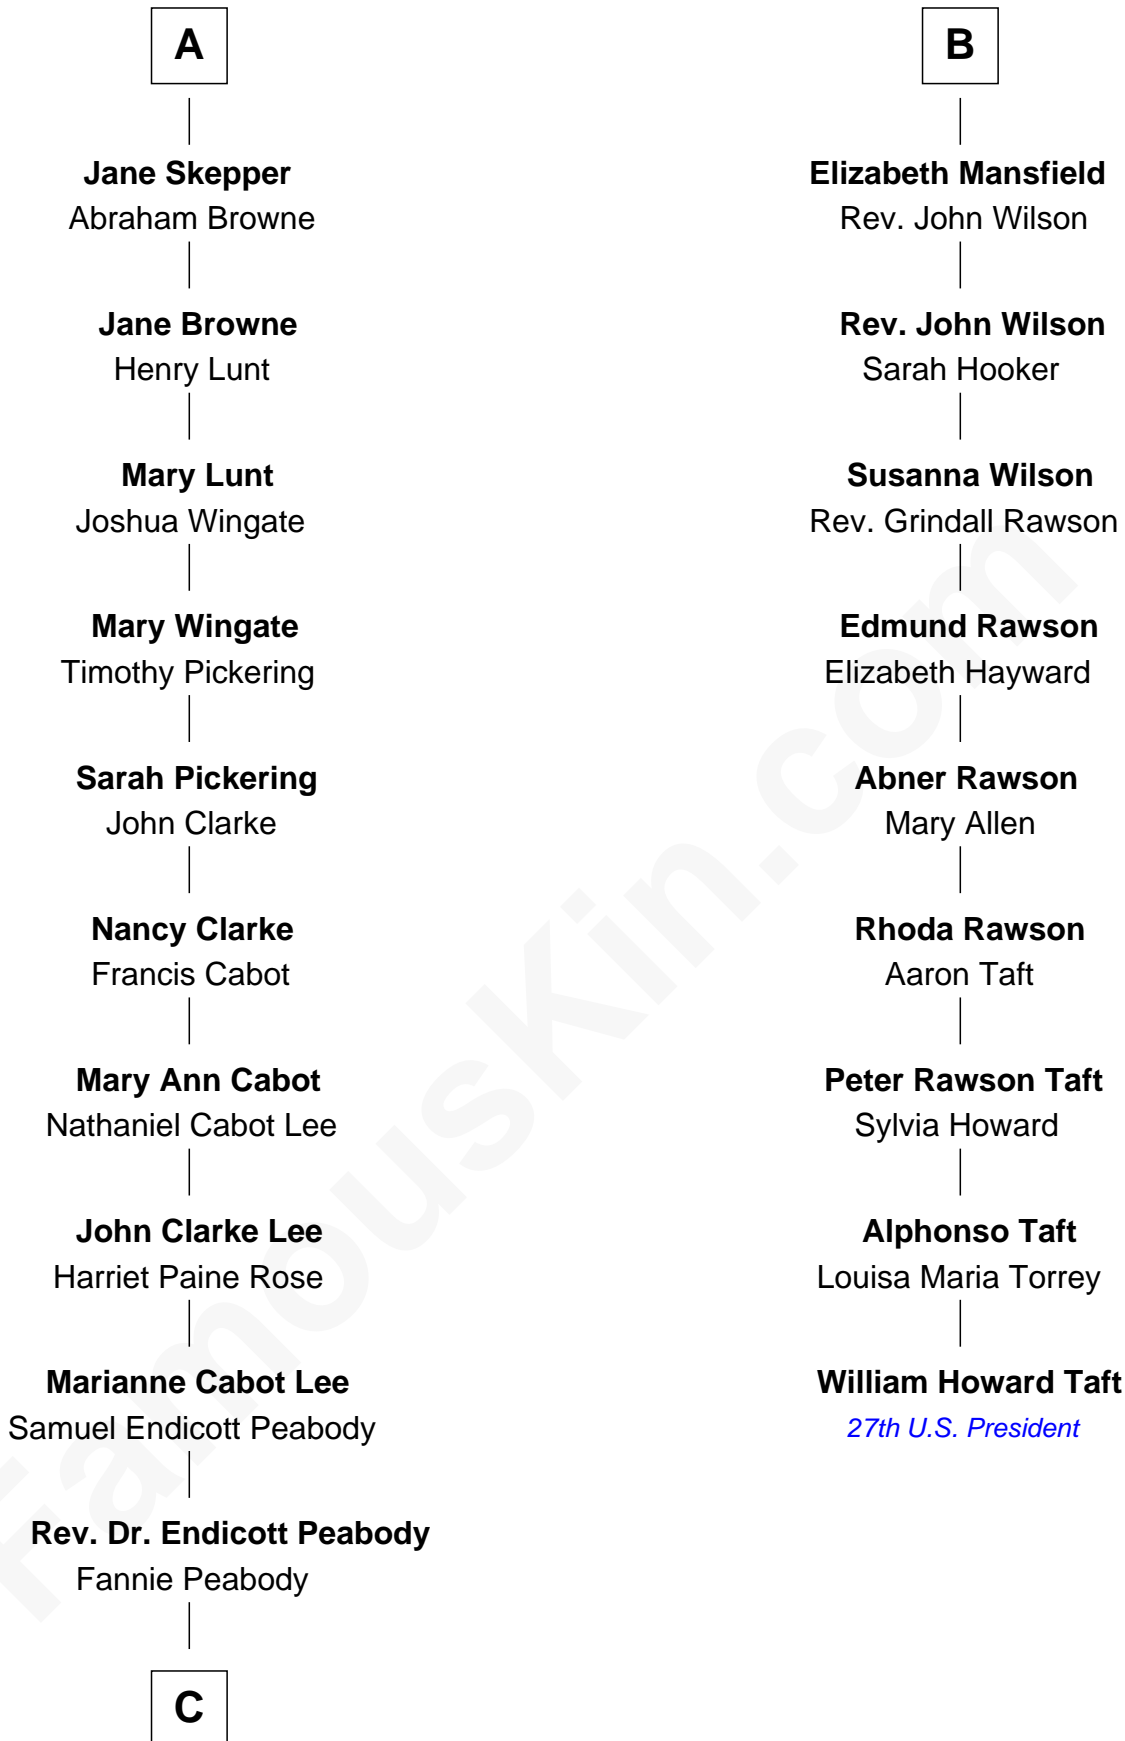 A
Jane Skepper
Abraham Browne
Jane Browne
Henry Lunt
Mary Lunt
Joshua Wingate
Mary Wingate
Timothy Pickering
Sarah Pickering
John Clarke
Nancy Clarke
Francis Cabot
Mary Ann Cabot
Nathaniel Cabot Lee
John Clarke Lee
Harriet Paine Rose
Marianne Cabot Lee
Samuel Endicott Peabody
Rev. Dr. Endicott Peabody
Fannie Peabody
C
B
Elizabeth Mansfield
Rev. John Wilson
Rev. John Wilson
Sarah Hooker
Susanna Wilson
Rev. Grindall Rawson
Edmund Rawson
Elizabeth Hayward
Abner Rawson
Mary Allen
Rhoda Rawson
Aaron Taft
Peter Rawson Taft
Sylvia Howard
Alphonso Taft
Louisa Maria Torrey
William Howard Taft
27th U.S. President
FamousKin.com